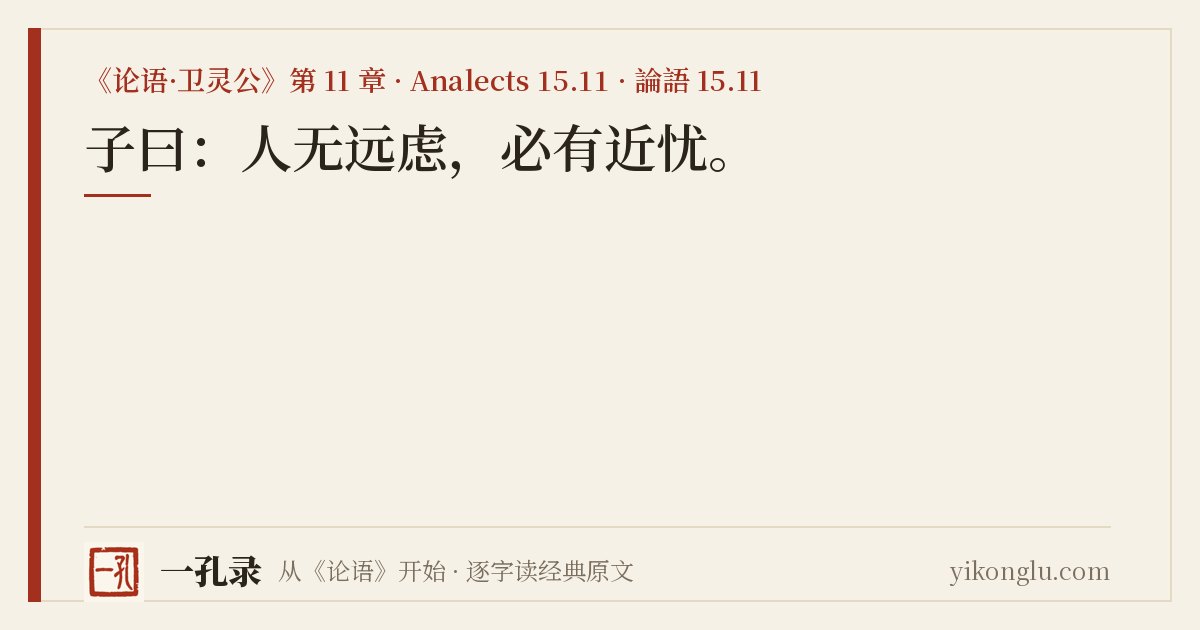 《论语·卫灵公》第 11 章 · Analects 15.11 · 論語 15.11
子曰：人无远虑，必有近忧。
一孔
一孔录 从《论语》开始 · 逐字读经典原文 yikonglu.com